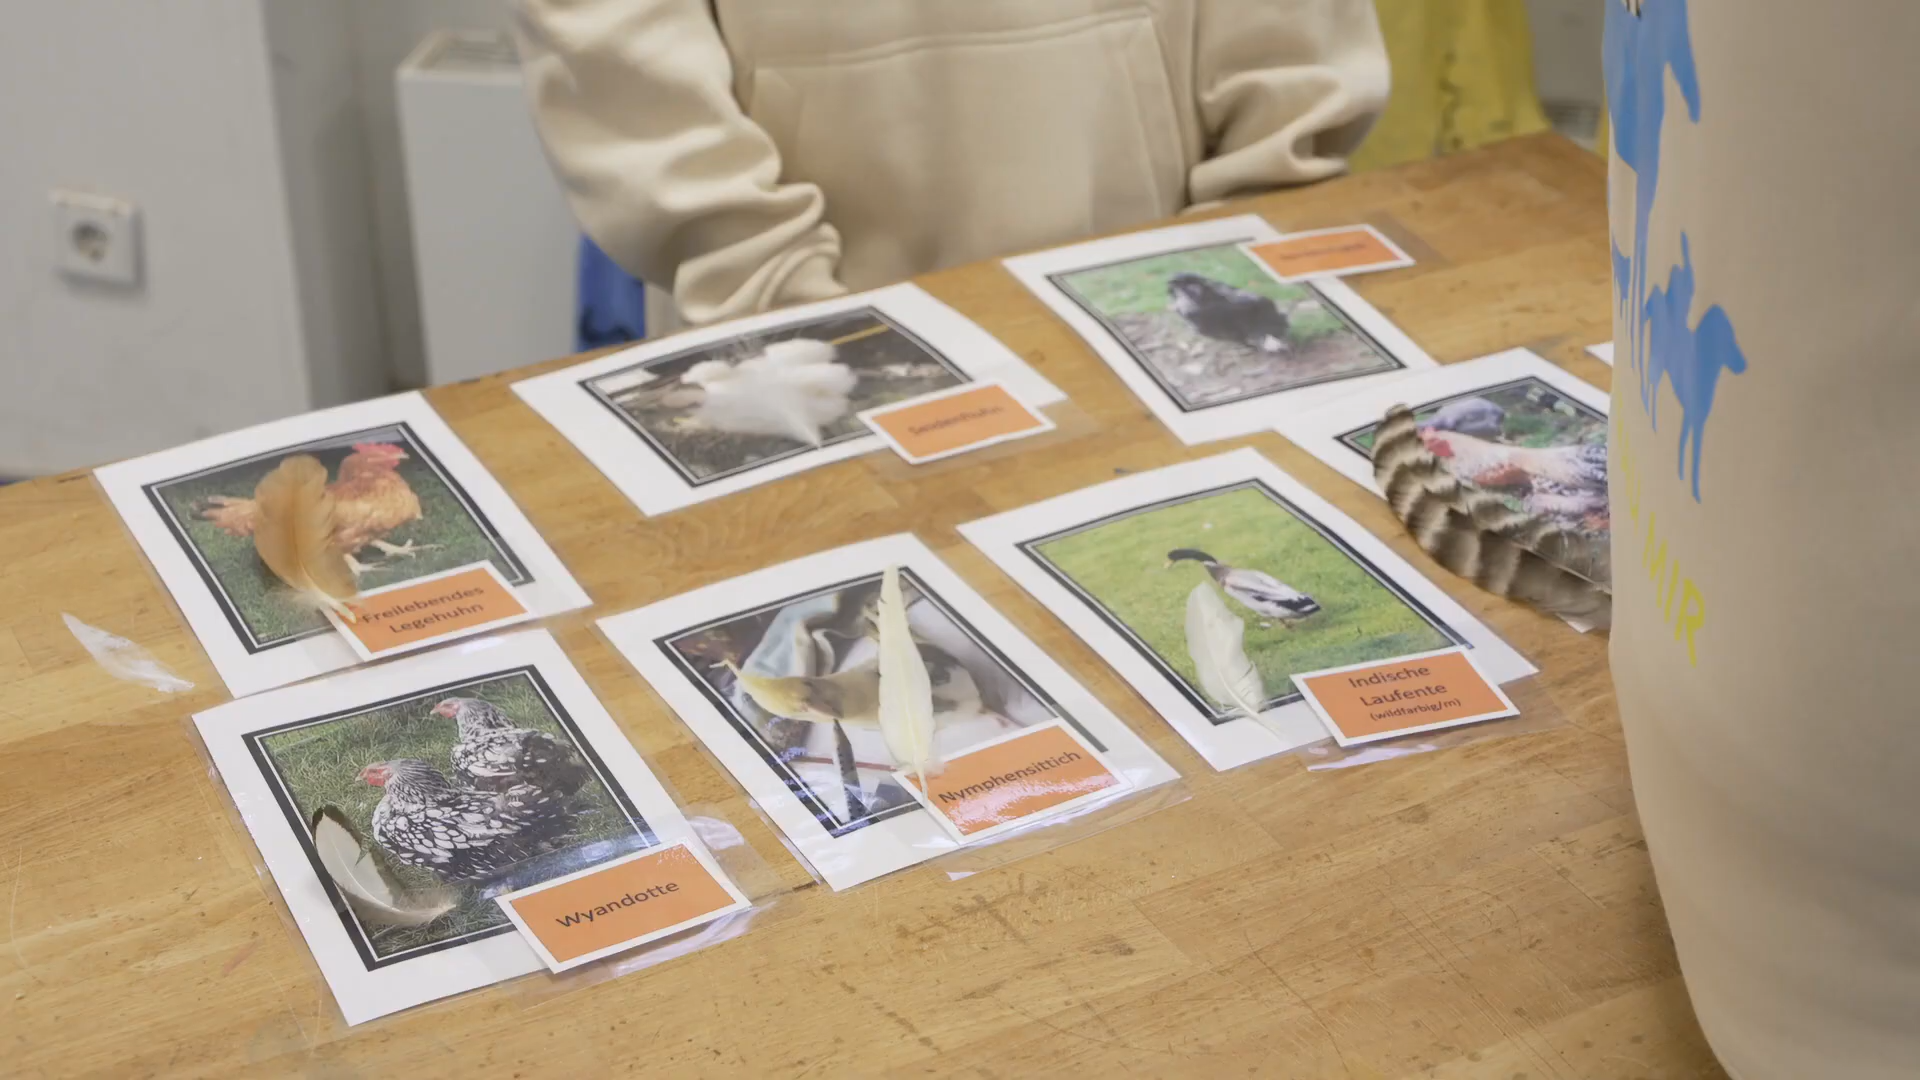 Seidenhuhn
Freilebendes
Legehuhn
Indische
Laufente
(wildfarbig/m)
Nymphensittich
Wyandotte
MIR